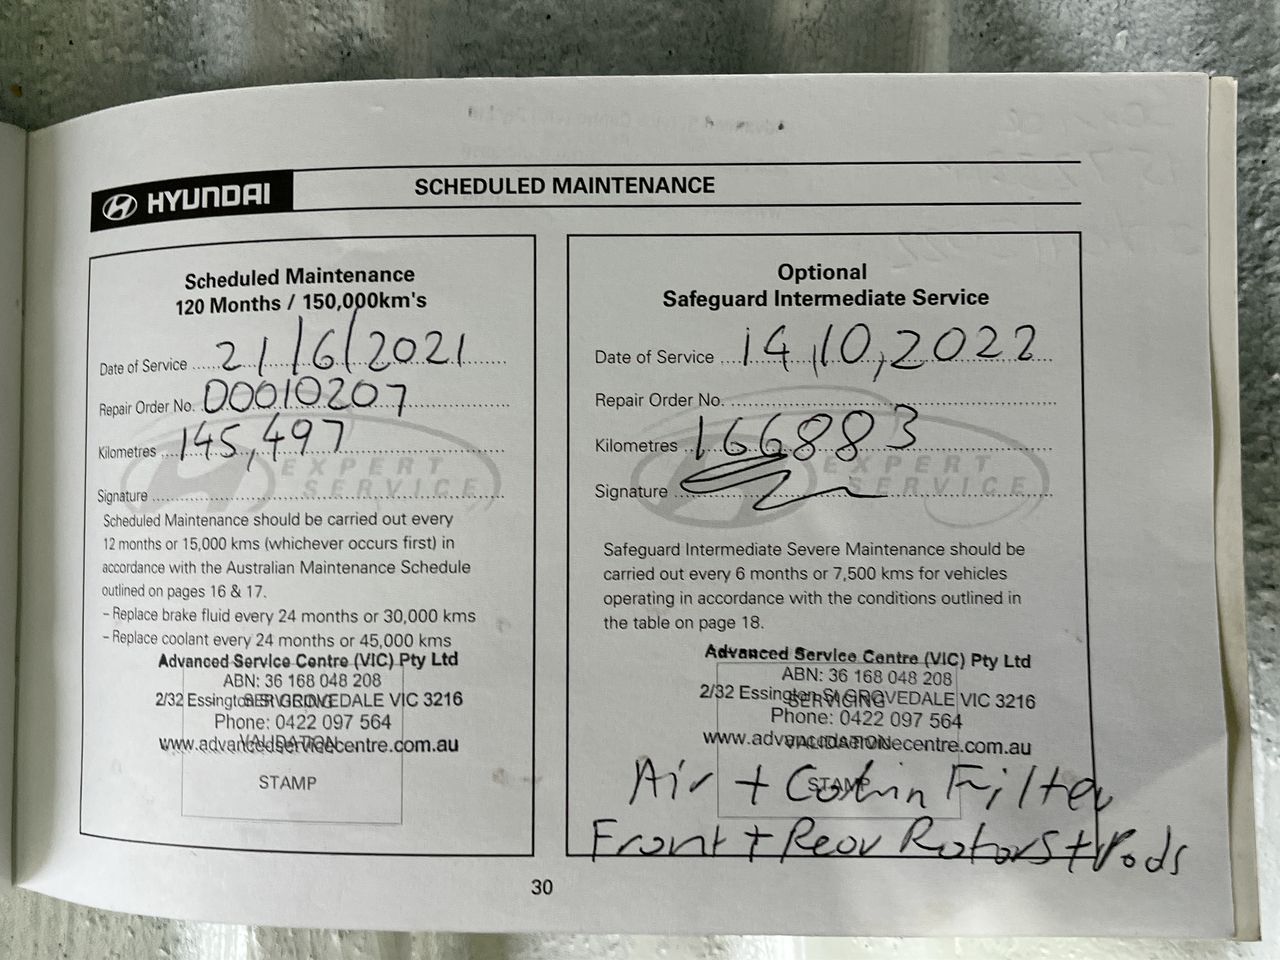 HYUNDAI
SCHEDULED MAINTENANCE
Scheduled Maintenance
120 Months / 150,000km's
Date of Service 21/6/2021
Repair Order No. 00010207
Kilometres 145,497
Signature
EXPERT
SERVICE
Scheduled Maintenance should be carried out every
12 months or 15,000 kms (whichever occurs first) in
accordance with the Australian Maintenance Schedule
outlined on pages 16 & 17.
– Replace brake fluid every 24 months or 30,000 kms
– Replace coolant every 24 months or 45,000 kms
Advanced Service Centre (VIC) Pty Ltd
ABN: 36 168 048 208
2/32 Essington St GROVEDALE VIC 3216
SERVICING
Phone: 0422 097 564
VALIDATION
www.advancedservicecentre.com.au
STAMP
Optional
Safeguard Intermediate Service
Date of Service 14,10,2022
Repair Order No.
Kilometres 166883
Signature
EXPERT
SERVICE
Safeguard Intermediate Severe Maintenance should be
carried out every 6 months or 7,500 kms for vehicles
operating in accordance with the conditions outlined in
the table on page 18.
Advanced Service Centre (VIC) Pty Ltd
ABN: 36 168 048 208
2/32 Essington St GROVEDALE VIC 3216
SERVICING
Phone: 0422 097 564
VALIDATION
www.advancedservicecentre.com.au
STAMP
Air + Cabin Filter
Front + Rear Rotors + Pads
30